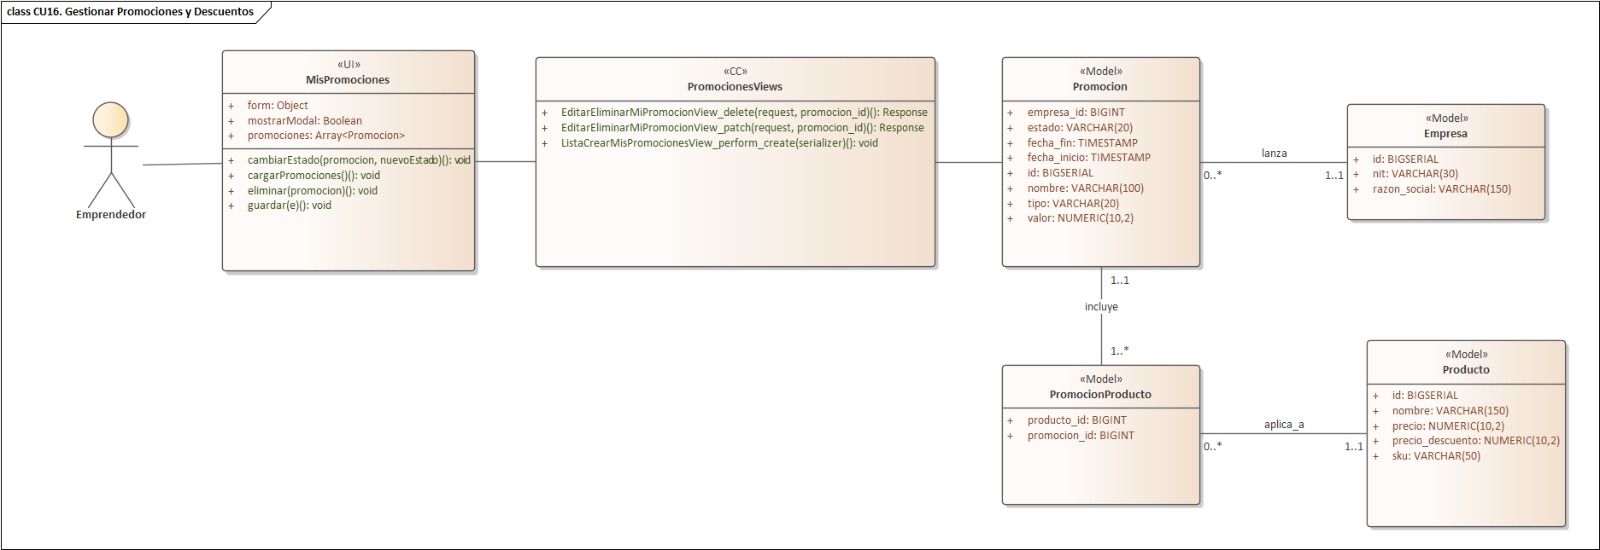 class CU16. Gestionar Promociones y Descuentos
Emprendedor
«UI»
MisPromociones
+ form: Object
+ mostrarModal: Boolean
+ promociones: Array<Promocion>
+ cambiarEstado(promocion, nuevoEstado)(): void
+ cargarPromociones()(): void
+ eliminar(promocion)(): void
+ guardar(e)(): void
«CC»
PromocionesViews
+ EditarEliminarMiPromocionView_delete(request, promocion_id)(): Response
+ EditarEliminarMiPromocionView_patch(request, promocion_id)(): Response
+ ListaCrearMisPromocionesView_perform_create(serializer)(): void
«Model»
Promocion
+ empresa_id: BIGINT
+ estado: VARCHAR(20)
+ fecha_fin: TIMESTAMP
+ fecha_inicio: TIMESTAMP
+ id: BIGSERIAL
+ nombre: VARCHAR(100)
+ tipo: VARCHAR(20)
+ valor: NUMERIC(10,2)
lanza
0..*
1..1
«Model»
Empresa
+ id: BIGSERIAL
+ nit: VARCHAR(30)
+ razon_social: VARCHAR(150)
1..1
incluye
1..*
«Model»
PromocionProducto
+ producto_id: BIGINT
+ promocion_id: BIGINT
aplica_a
0..*
1..1
«Model»
Producto
+ id: BIGSERIAL
+ nombre: VARCHAR(150)
+ precio: NUMERIC(10,2)
+ precio_descuento: NUMERIC(10,2)
+ sku: VARCHAR(50)